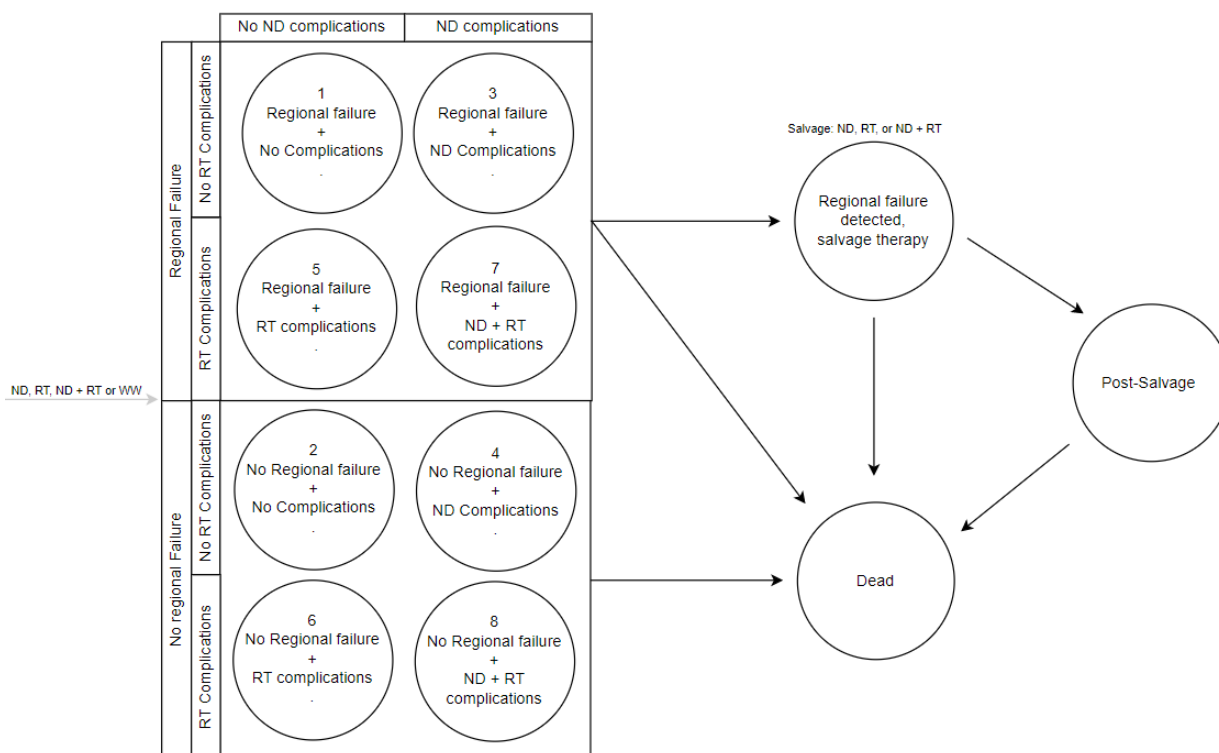 No ND complications
ND complications
Regional Failure
No RT Complications
1
Regional failure
+
No Complications
.
3
Regional failure
+
ND Complications
.
RT Complications
5
Regional failure
+
RT complications
.
7
Regional failure
+
ND + RT
complications
ND, RT, ND + RT or WW
No regional Failure
No RT Complications
2
No Regional failure
+
No Complications
.
4
No Regional failure
+
ND Complications
.
RT Complications
6
No Regional failure
+
RT complications
.
8
No Regional failure
+
ND + RT
complications
Salvage: ND, RT, or ND + RT
Regional failure
detected,
salvage therapy
Post-Salvage
Dead